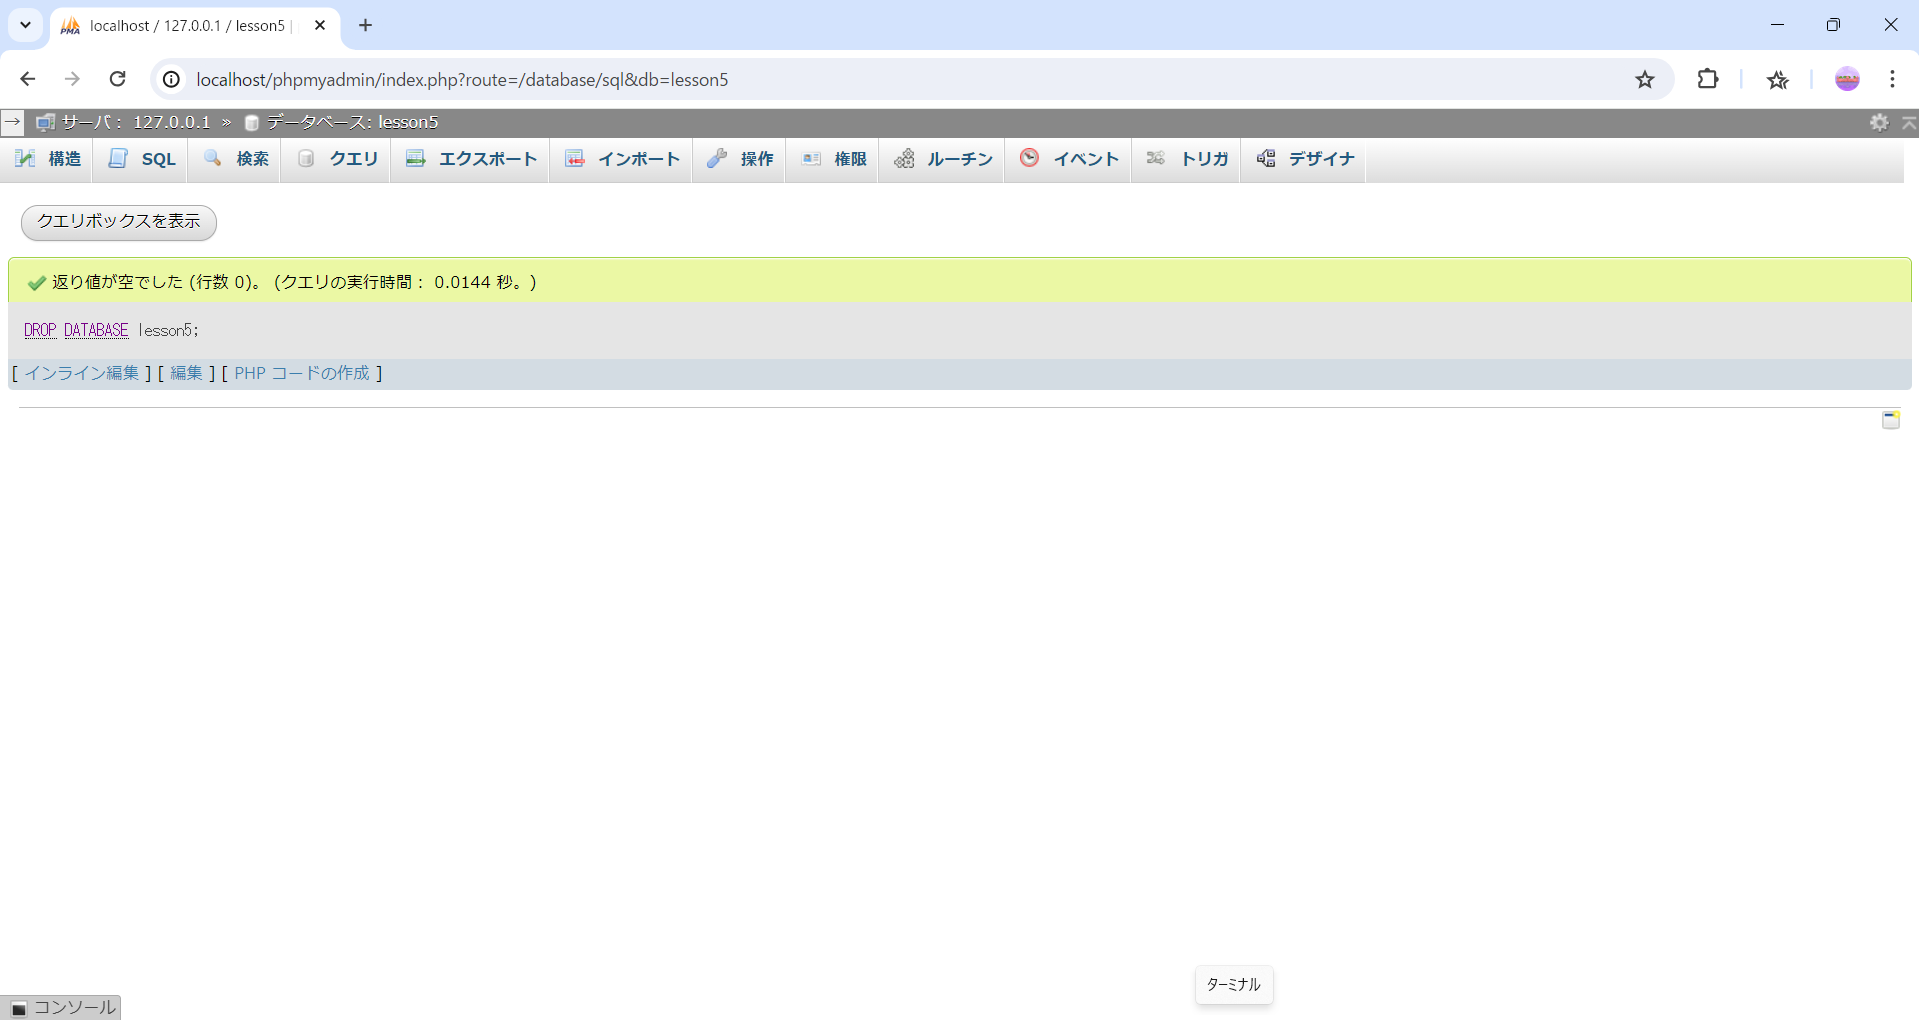 localhost / 127.0.0.1 / lesson5 |
localhost/phpmyadmin/index.php?route=/database/sql&db=lesson5
サーバ： 127.0.0.1 » データベース: lesson5
構造 SQL 検索 クエリ エクスポート インポート 操作 権限 ルーチン イベント トリガ デザイナ
クエリボックスを表示
返り値が空でした (行数 0)。 (クエリの実行時間： 0.0144 秒。)
DROP DATABASE lesson5;
[ インライン編集 ] [ 編集 ] [ PHP コードの作成 ]
ターミナル
コンソール